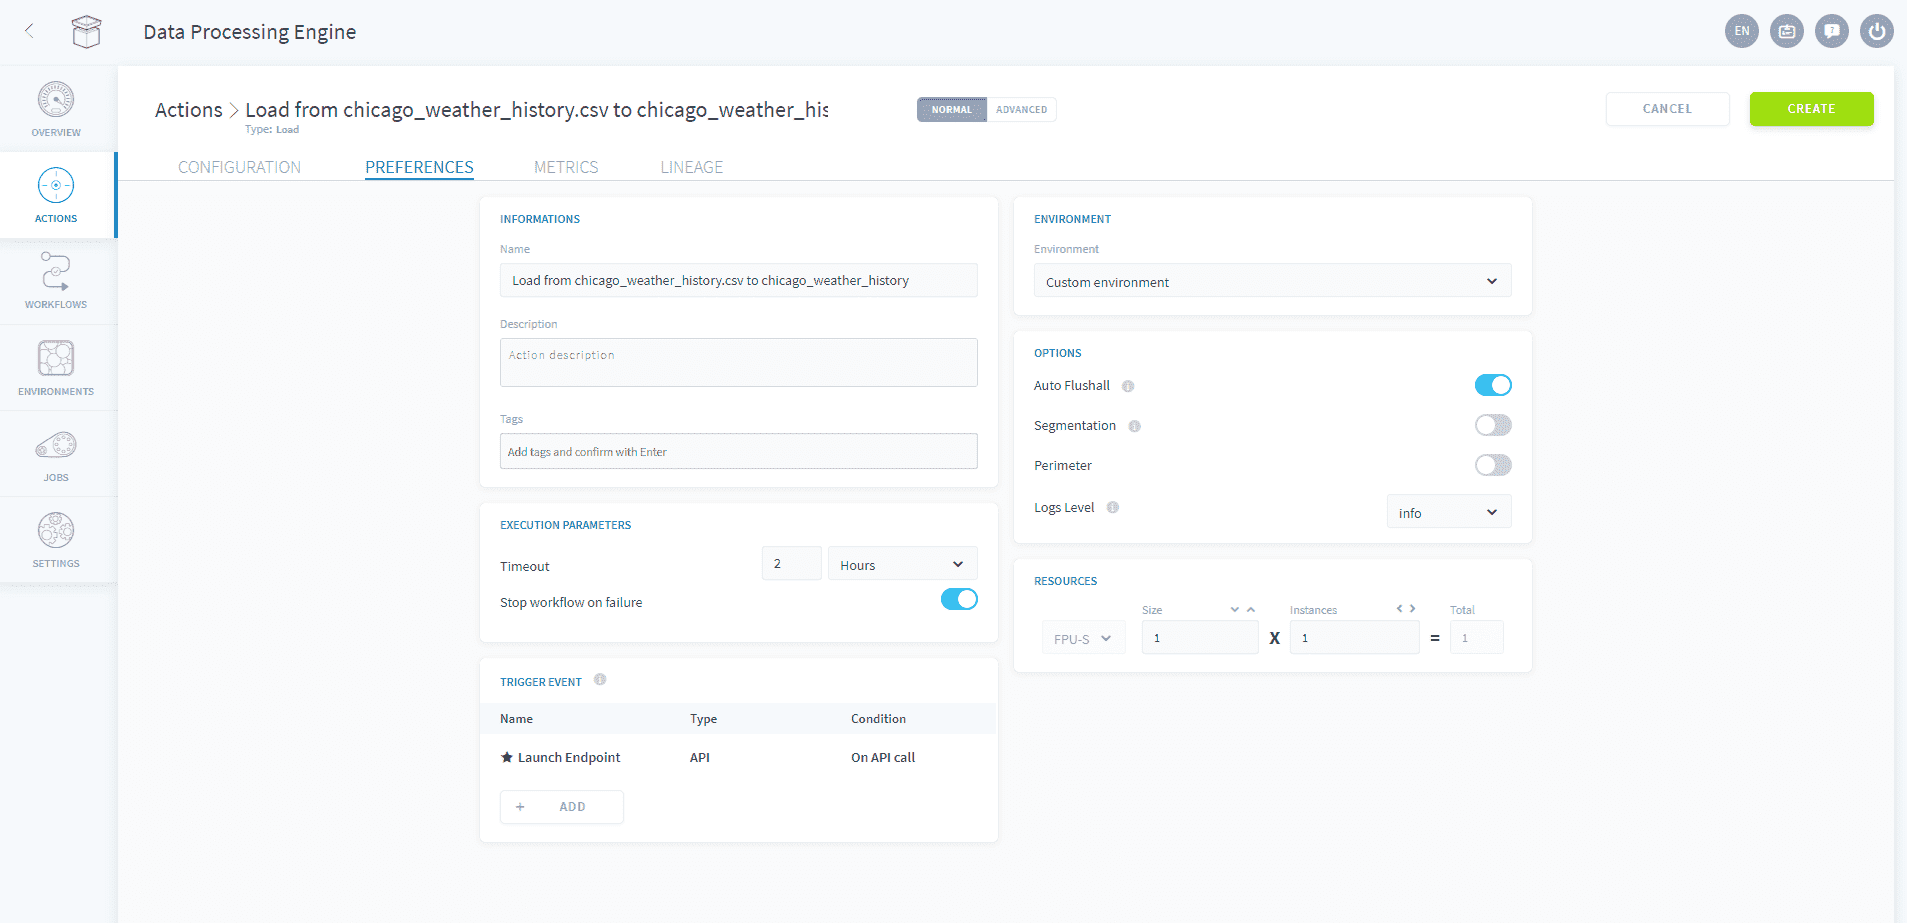 Data Processing Engine
EN
OVERVIEW
ACTIONS
WORKFLOWS
ENVIRONMENTS
JOBS
SETTINGS
Actions > Load from chicago_weather_history.csv to chicago_weather_his
Type: Load
NORMAL ADVANCED
CANCEL
CREATE
CONFIGURATION PREFERENCES METRICS LINEAGE
INFORMATIONS
Name
Load from chicago_weather_history.csv to chicago_weather_history
Description
Action description
Tags
Add tags and confirm with Enter
EXECUTION PARAMETERS
Timeout 2 Hours
Stop workflow on failure
TRIGGER EVENT
Name Type Condition
★ Launch Endpoint API On API call
+ ADD
ENVIRONMENT
Environment
Custom environment
OPTIONS
Auto Flushall
Segmentation
Perimeter
Logs Level info
RESOURCES
Size Instances Total
FPU-S 1 X 1 = 1